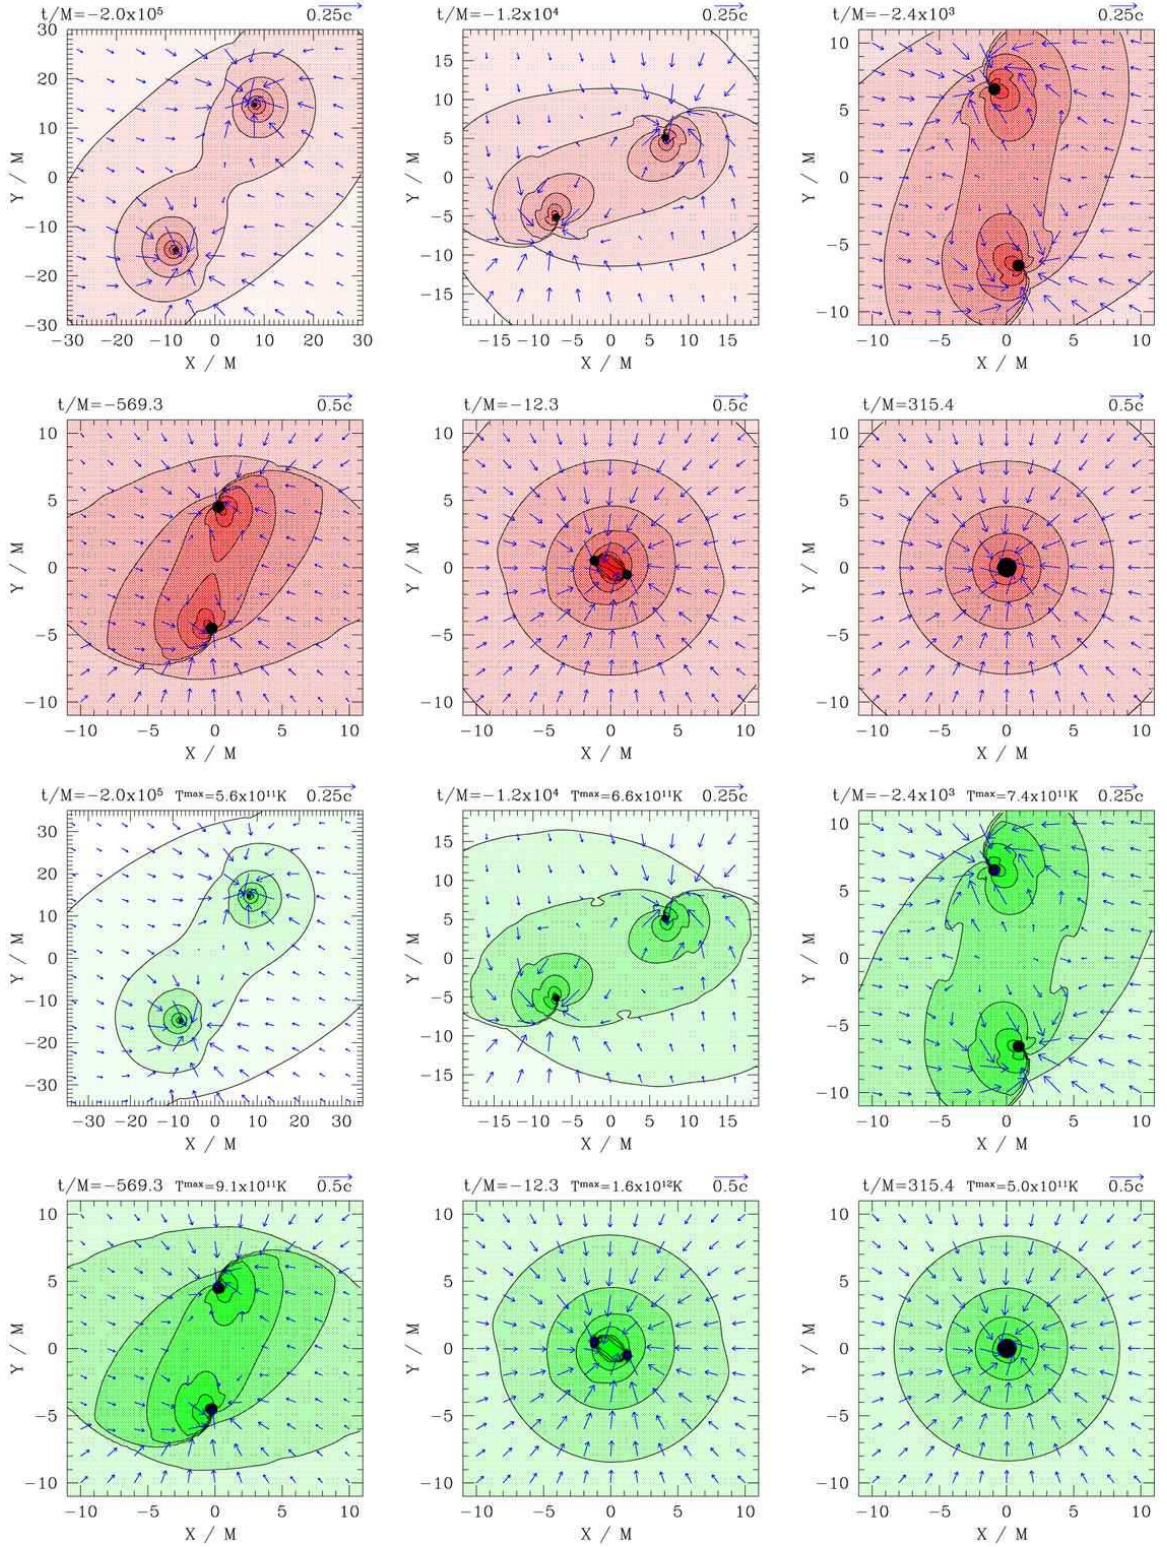 t/M=−2.0x10⁵ 0.25c t/M=−1.2x10⁴ 0.25c t/M=−2.4x10³ 0.25c
30 20 10 0 −10 −20 −30 Y / M
−30 −20 −10 0 10 20 30 X / M
15 10 5 0 −5 −10 −15 Y / M
−15 −10 −5 0 5 10 15 X / M
10 5 0 −5 −10 Y / M
−10 −5 0 5 10 X / M
t/M=−569.3 0.5c t/M=−12.3 0.5c t/M=315.4 0.5c
10 5 0 −5 −10 Y / M
−10 −5 0 5 10 X / M
10 5 0 −5 −10 Y / M
−10 −5 0 5 10 X / M
10 5 0 −5 −10 Y / M
−10 −5 0 5 10 X / M
t/M=−2.0x10⁵ Tᵐᵃˣ=5.6x10¹¹K 0.25c t/M=−1.2x10⁴ Tᵐᵃˣ=6.6x10¹¹K 0.25c t/M=−2.4x10³ Tᵐᵃˣ=7.4x10¹¹K 0.25c
30 20 10 0 −10 −20 −30 Y / M
−30 −20 −10 0 10 20 30 X / M
15 10 5 0 −5 −10 −15 Y / M
−15 −10 −5 0 5 10 15 X / M
10 5 0 −5 −10 Y / M
−10 −5 0 5 10 X / M
t/M=−569.3 Tᵐᵃˣ=9.1x10¹¹K 0.5c t/M=−12.3 Tᵐᵃˣ=1.6x10¹²K 0.5c t/M=315.4 Tᵐᵃˣ=5.0x10¹¹K 0.5c
10 5 0 −5 −10 Y / M
−10 −5 0 5 10 X / M
10 5 0 −5 −10 Y / M
−10 −5 0 5 10 X / M
10 5 0 −5 −10 Y / M
−10 −5 0 5 10 X / M